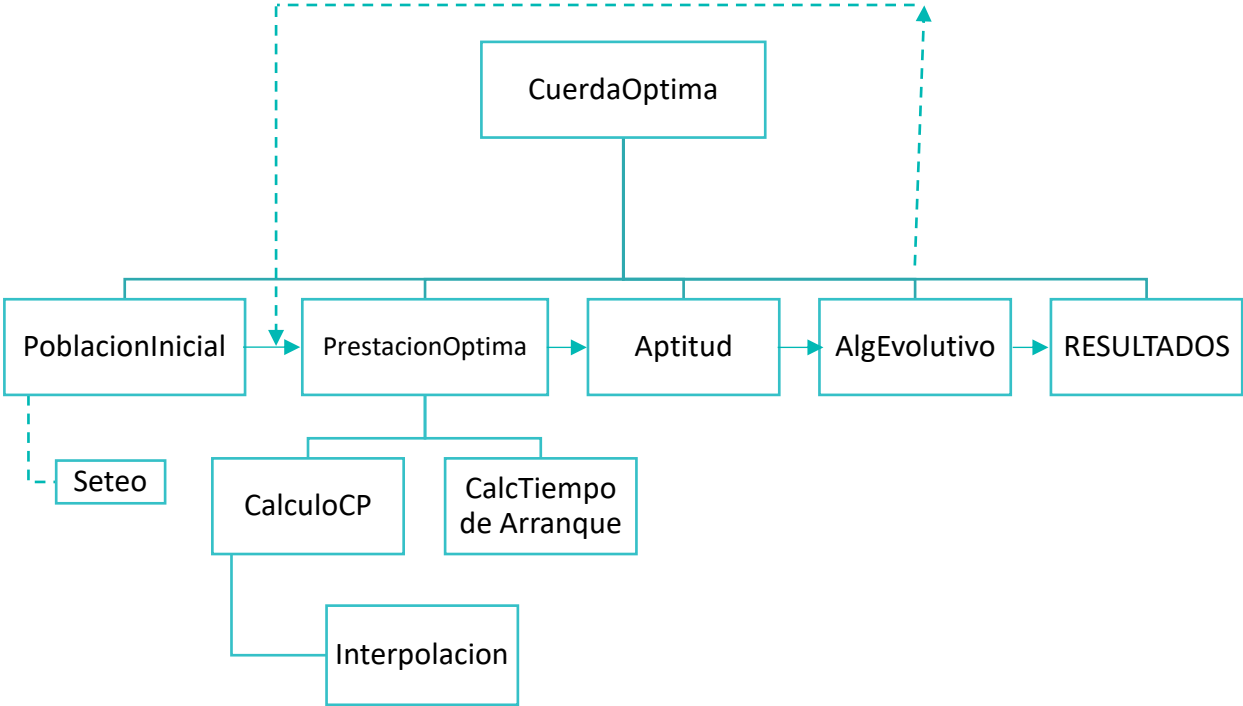 CuerdaOptima
PoblacionInicial
PrestacionOptima
Aptitud
AlgEvolutivo
RESULTADOS
Seteo
CalculoCP
CalcTiempo
de Arranque
Interpolacion